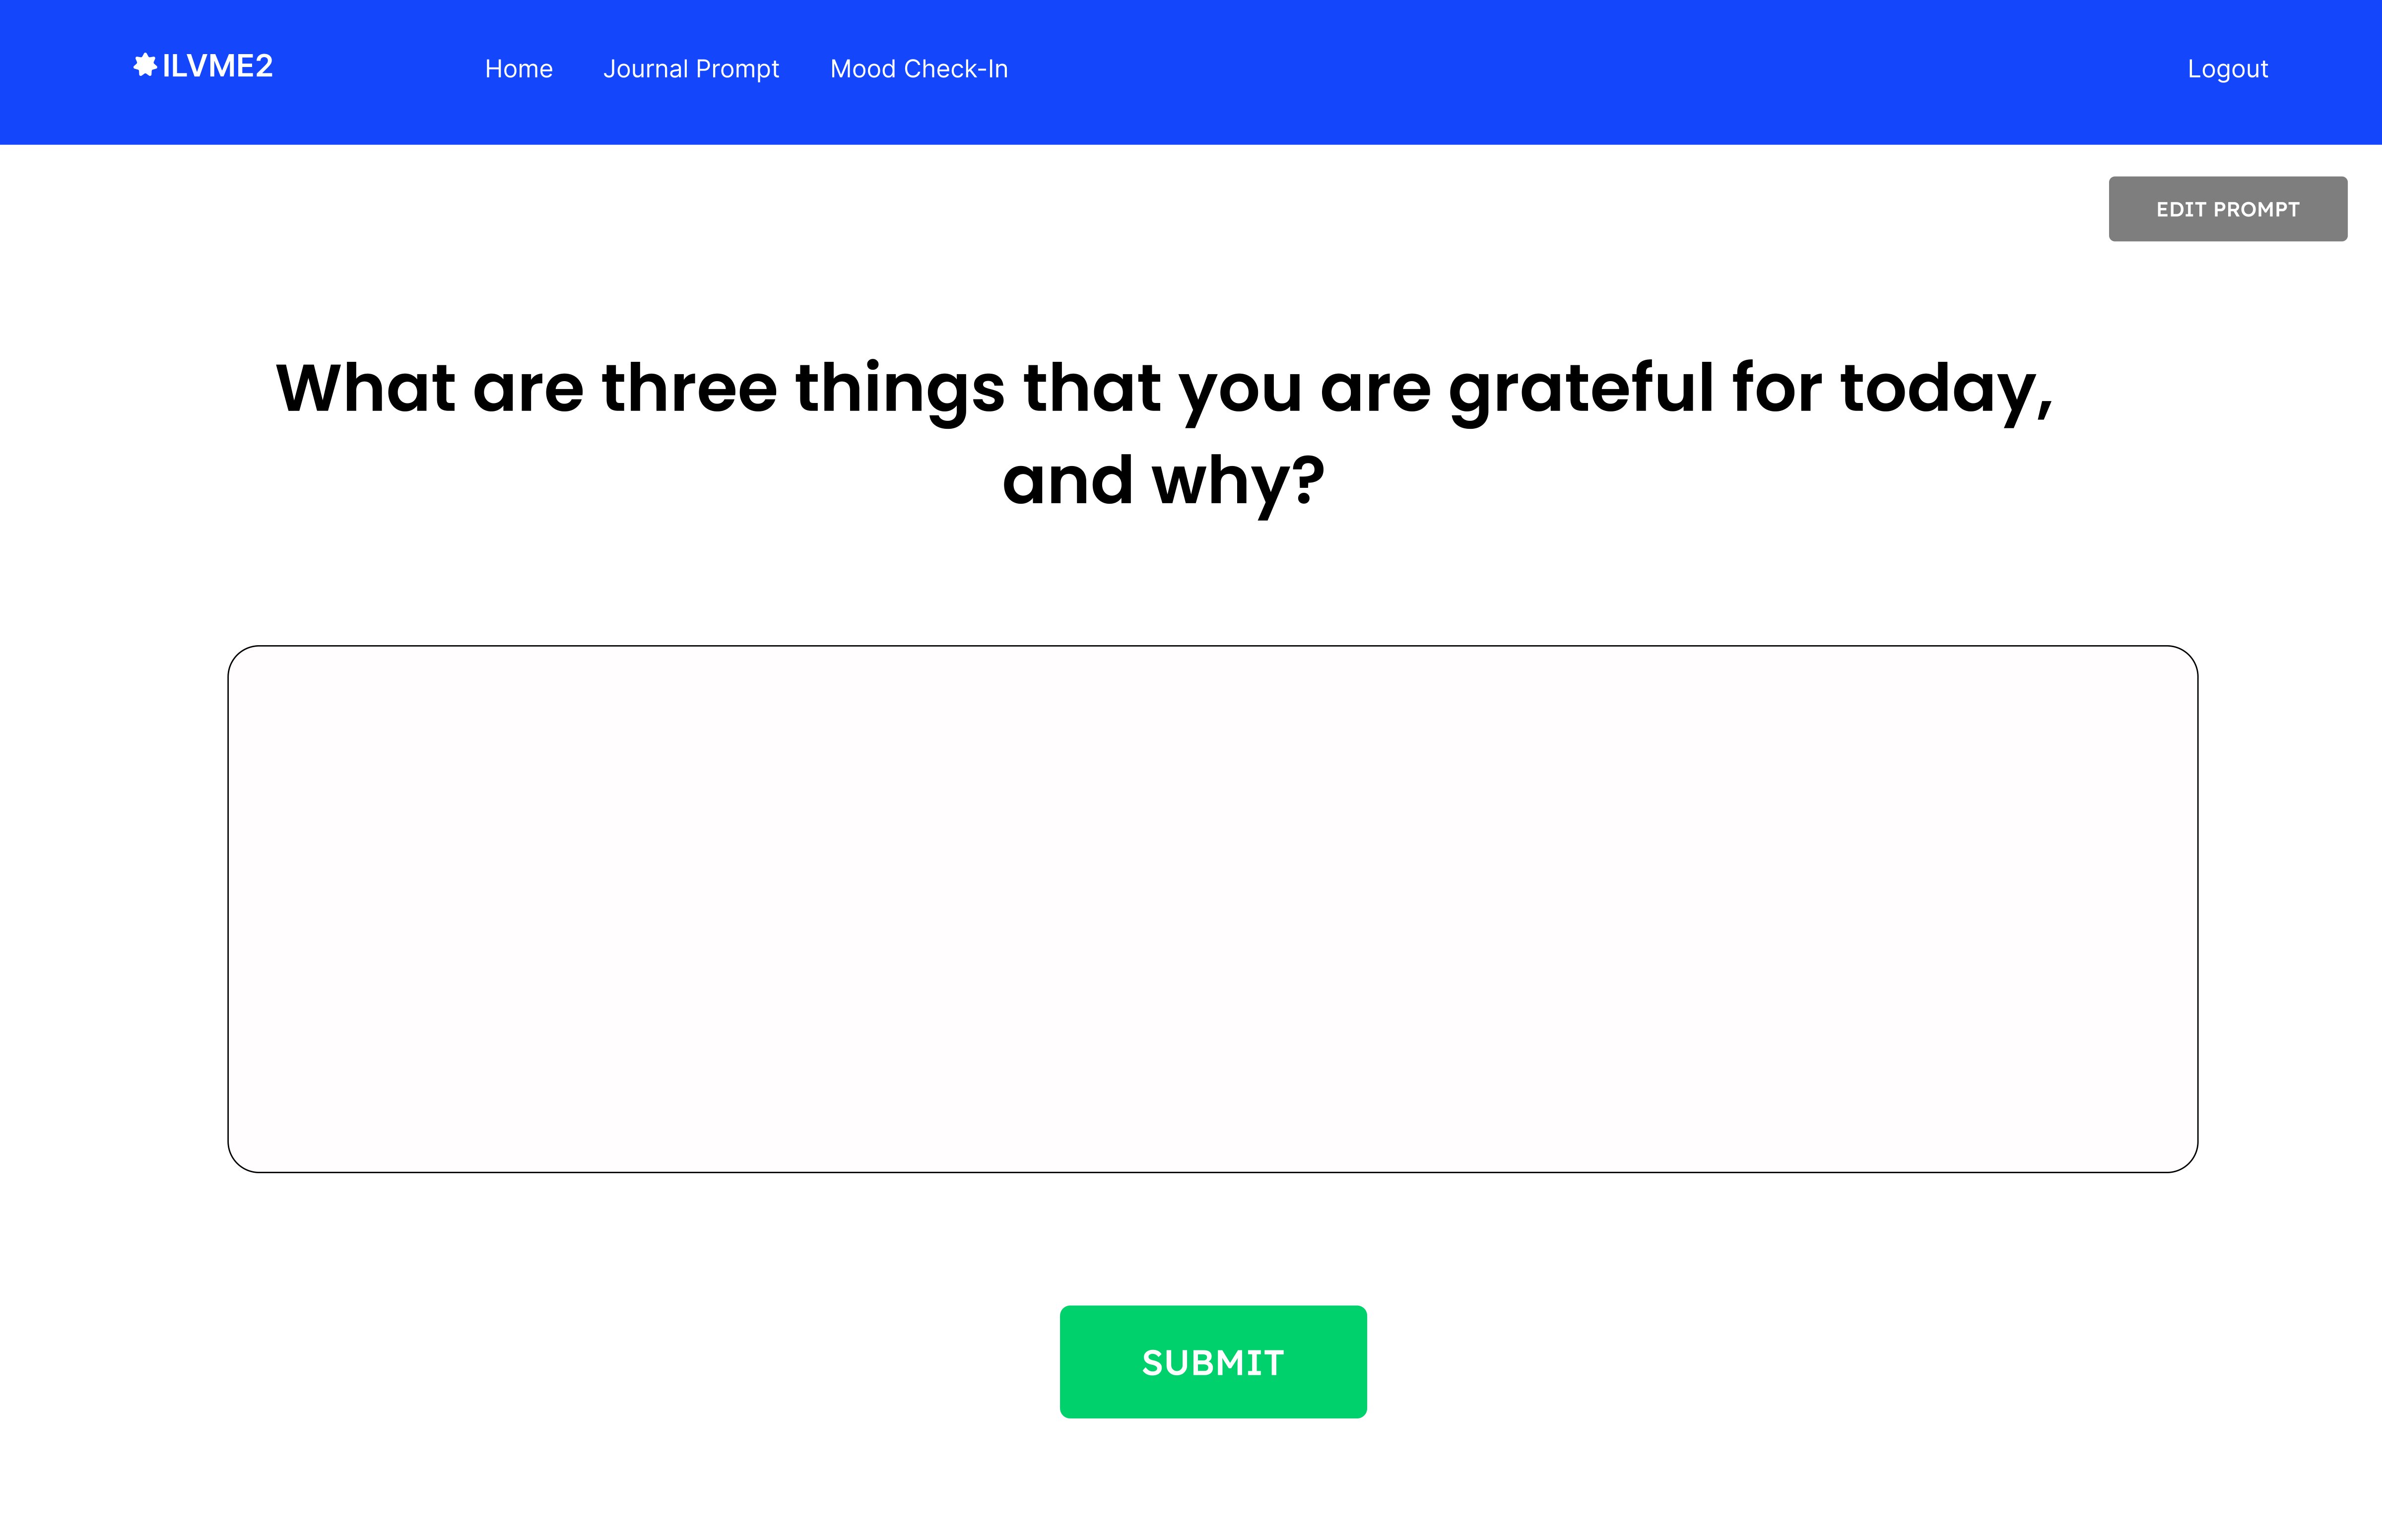 ILVME2
Home
Journal Prompt
Mood Check-In
Logout
EDIT PROMPT
What are three things that you are grateful for today,
and why?
SUBMIT